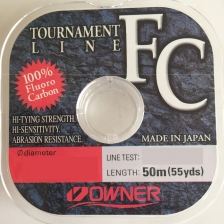 TOURNAMENT
LINE
FC
100%
Fluoro
Carbon
HI-TYING STRENGTH.
HI-SENSITIVITY.
ABRASION RESISTANCE.
MADE IN JAPAN
Ø diameter
LINE TEST:
LENGTH: 50m (55yds)
OWNER